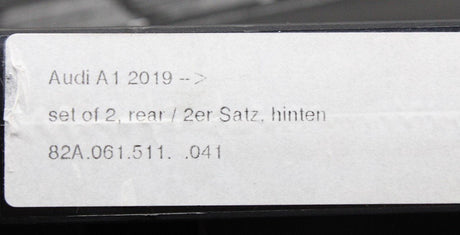 Audi A1 2019 -->
set of 2, rear / 2er Satz, hinten
82A.061.511. .041